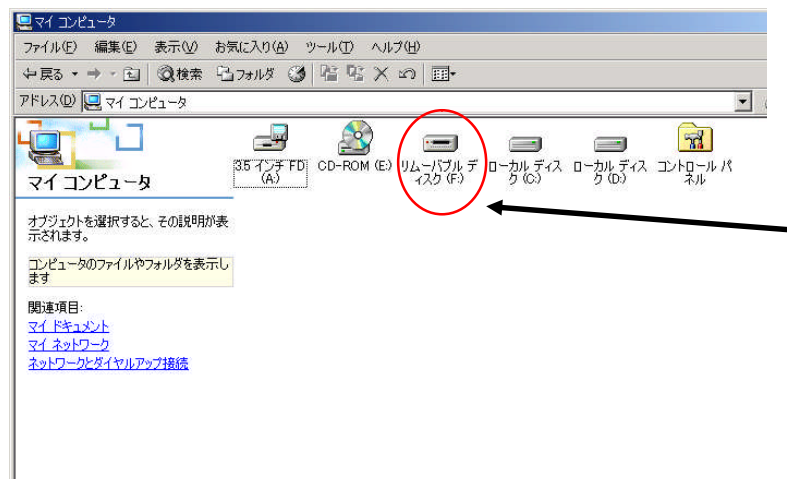 マイ コンピュータ
ファイル(F) 編集(E) 表示(V) お気に入り(A) ツール(T) ヘルプ(H)
戻る 検索 フォルダ
アドレス(D) マイ コンピュータ
マイ コンピュータ
オブジェクトを選択すると、その説明が表
示されます。
コンピュータのファイルやフォルダを表示し
ます
関連項目:
マイ ドキュメント
マイ ネットワーク
ネットワークとダイヤルアップ接続
3.5 インチ FD
(A:)
CD-ROM (E:)
リムーバブル デ
ィスク (F:)
ローカル ディス
ク (C:)
ローカル ディス
ク (D:)
コントロール パ
ネル